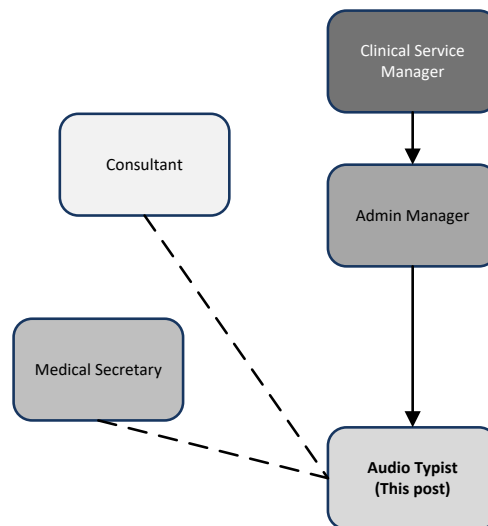 Clinical Service
Manager
Consultant
Admin Manager
Medical Secretary
Audio Typist
(This post)